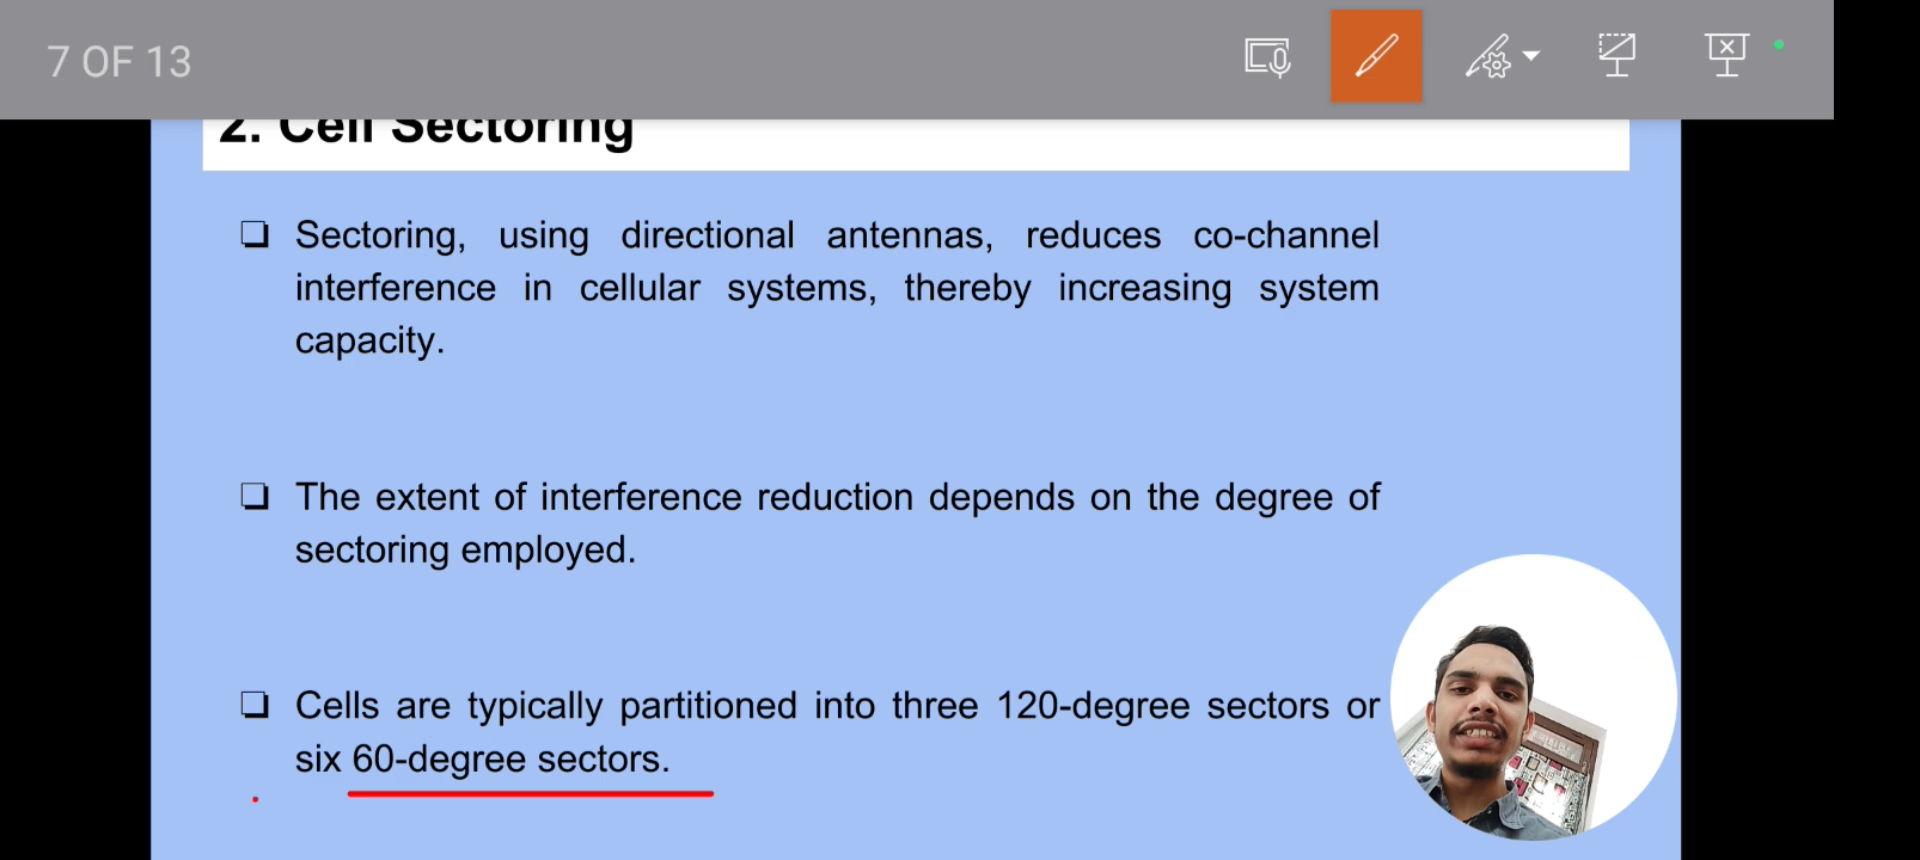 7 OF 13
2. Cell Sectoring
❑ Sectoring, using directional antennas, reduces co-channel
interference in cellular systems, thereby increasing system
capacity.
❑ The extent of interference reduction depends on the degree of
sectoring employed.
❑ Cells are typically partitioned into three 120-degree sectors or
six 60-degree sectors.